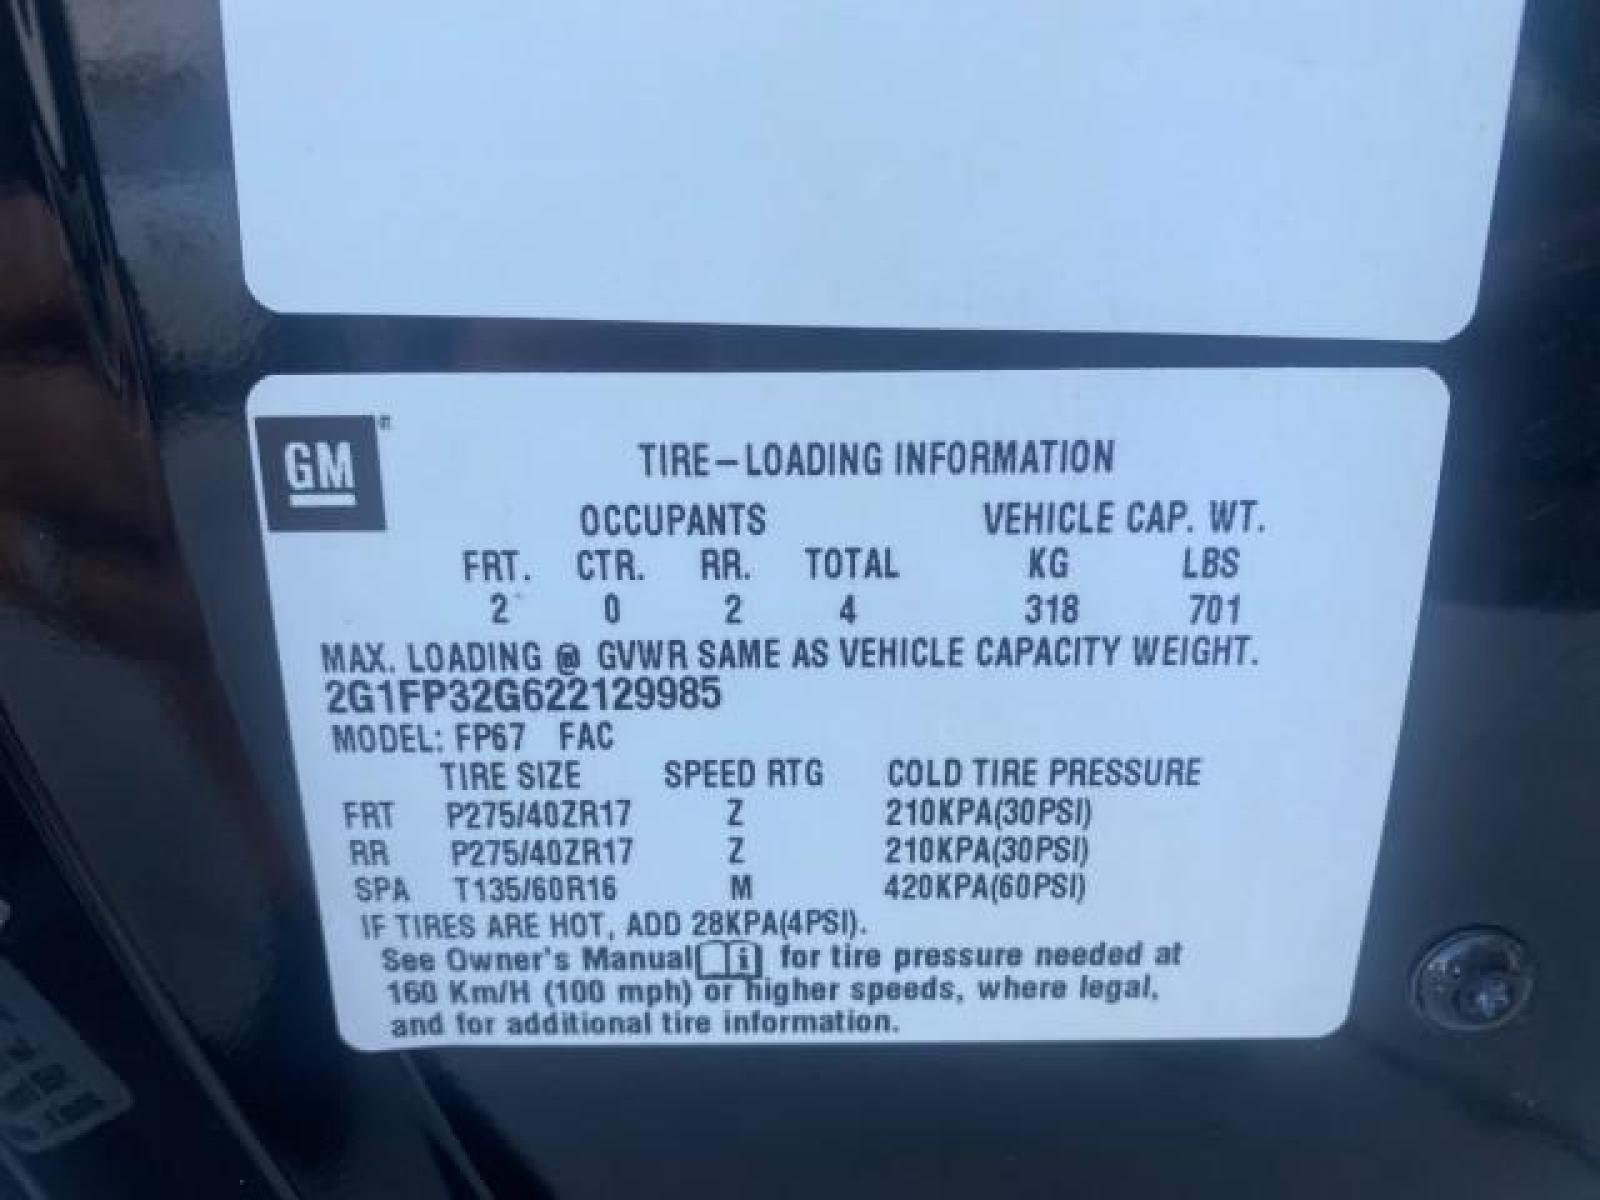 GM
TIRE-LOADING INFORMATION
OCCUPANTS VEHICLE CAP. WT.
FRT. CTR. RR. TOTAL KG LBS
2 0 2 4 318 701
MAX. LOADING @ GVWR SAME AS VEHICLE CAPACITY WEIGHT.
2G1FP32G622129985
MODEL: FP67 FAC
TIRE SIZE SPEED RTG COLD TIRE PRESSURE
FRT P275/40ZR17 Z 210KPA(30PSI)
RR P275/40ZR17 Z 210KPA(30PSI)
SPA T135/60R16 M 420KPA(60PSI)
IF TIRES ARE HOT, ADD 28KPA(4PSI).
See Owner's Manual for tire pressure needed at
160 Km/H (100 mph) or higher speeds, where legal,
and for additional tire information.